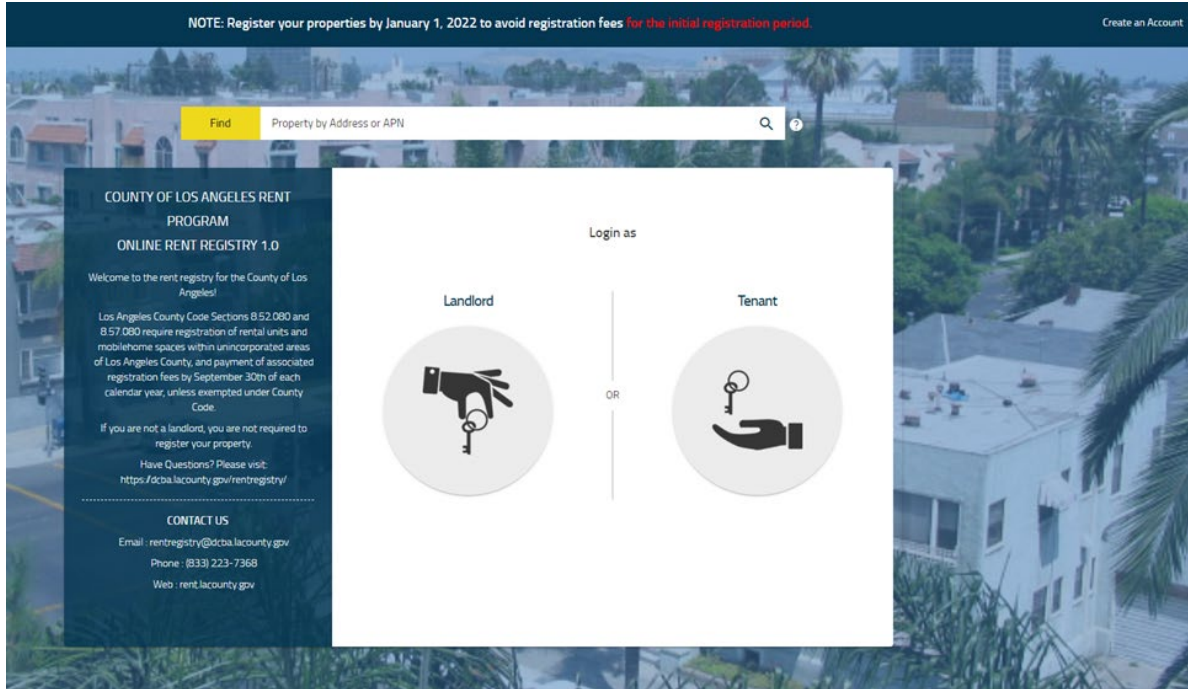 NOTE: Register your properties by January 1, 2022 to avoid registration fees for the initial registration period.
Create an Account
Find
Property by Address or APN
?
COUNTY OF LOS ANGELES RENT
PROGRAM
ONLINE RENT REGISTRY 1.0
Welcome to the rent registry for the County of Los
Angeles!
Los Angeles County Code Sections 8.52.080 and
8.57.080 require registration of rental units and
mobilehome spaces within unincorporated areas
of Los Angeles County, and payment of associated
registration fees by September 30th of each
calendar year, unless exempted under County
Code.
If you are not a landlord, you are not required to
register your property.
Have Questions? Please visit:
https://dcba.lacounty.gov/rentregistry/
CONTACT US
Email : rentregistry@dcba.lacounty.gov
Phone : (833) 223-7368
Web : rent.lacounty.gov
Login as
Landlord
OR
Tenant